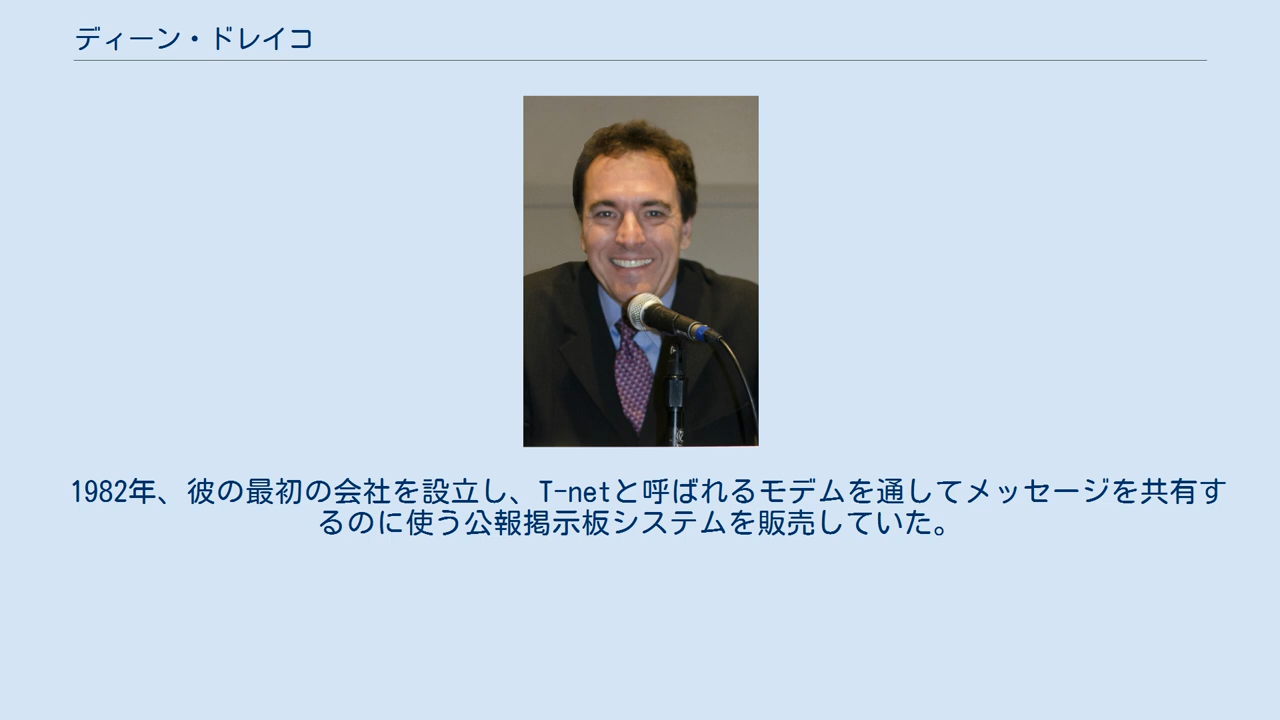 ディーン・ドレイコ
1982年、彼の最初の会社を設立し、T-netと呼ばれるモデムを通してメッセージを共有す
るのに使う公報掲示板システムを販売していた。